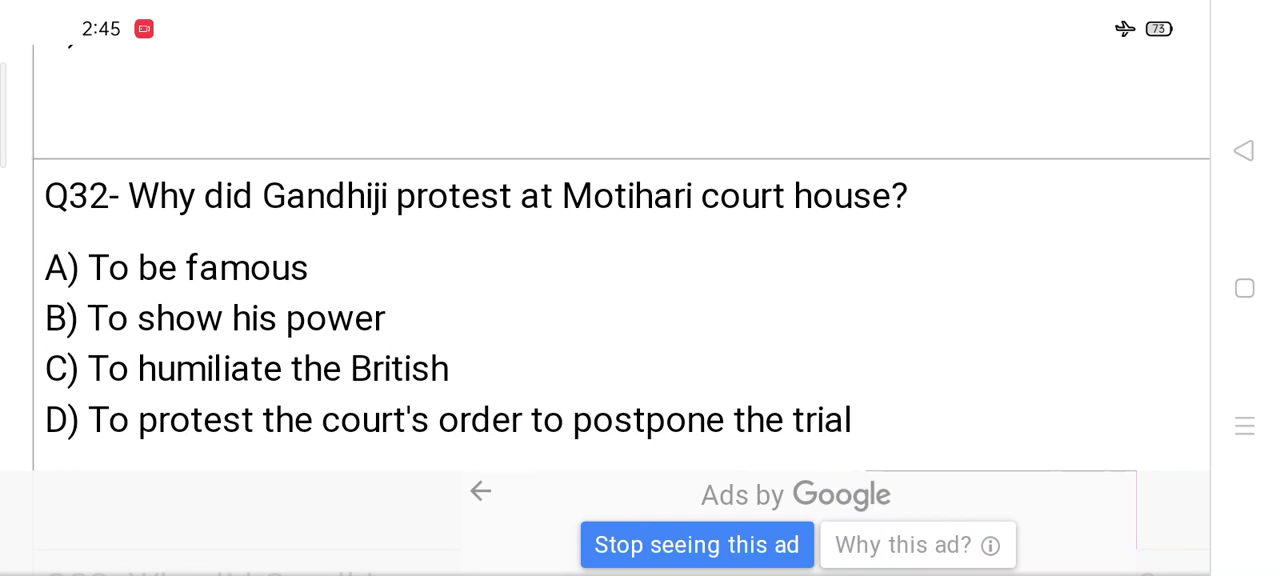 2:45
73
Q32- Why did Gandhiji protest at Motihari court house?
A) To be famous
B) To show his power
C) To humiliate the British
D) To protest the court's order to postpone the trial
Ads by Google
Stop seeing this ad
Why this ad?